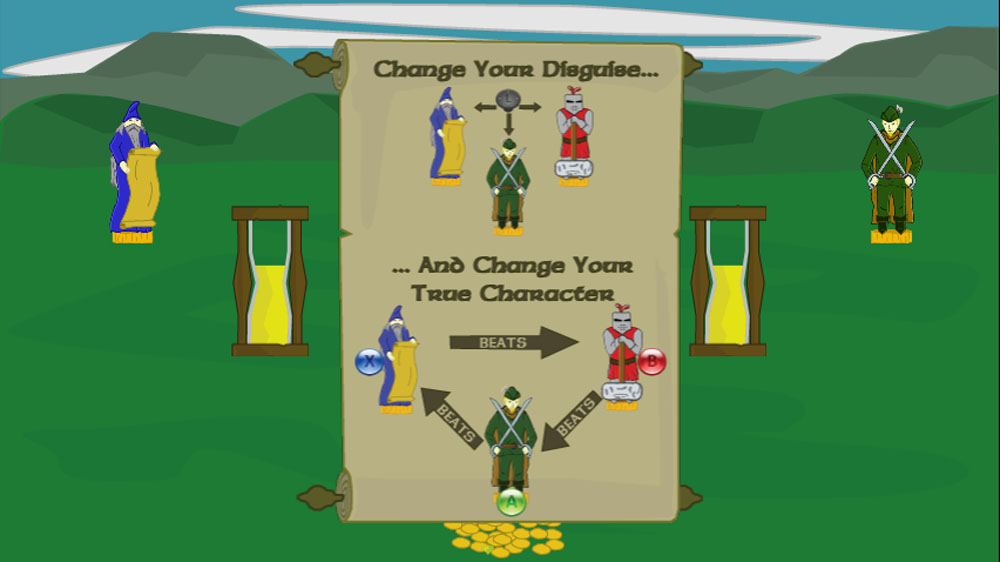 Change Your Disguise...
L
... And Change Your
True Character
BEATS
X
B
BEATS
BEATS
A